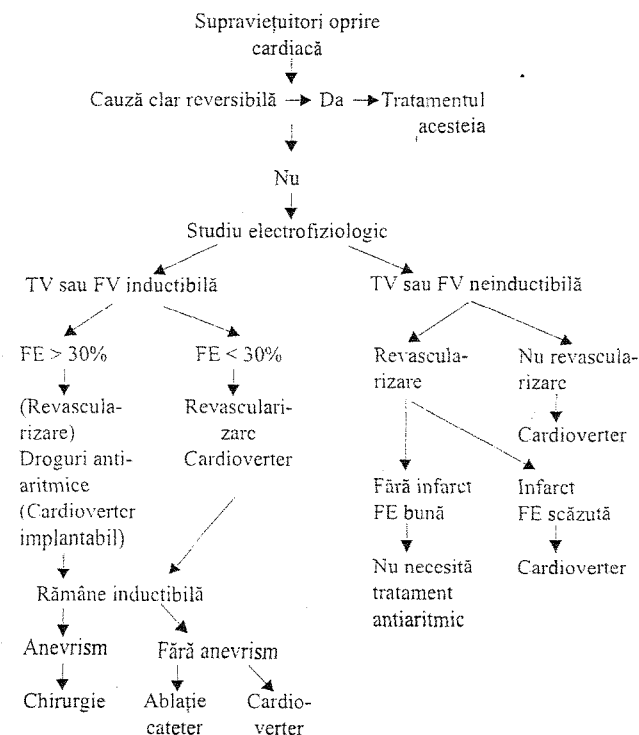 Supraviețuitori oprire
cardiacă
Cauză clar reversibilă → Da → Tratamentul
acesteia
Nu
Studiu electrofiziologic
TV sau FV inductibilă
TV sau FV neinductibilă
FE > 30%
FE < 30%
Revascula-
rizare
Nu revascula-
rizare
(Revascula-
rizare)
Droguri anti-
aritmice
(Cardioverter
implantabil)
Revasculari-
zare
Cardioverter
Cardioverter
Fără infarct
FE bună
Infarct
FE scăzută
Nu necesită
tratament
antiaritmic
Cardioverter
Rămâne inductibilă
Anevrism
Fără anevrism
Chirurgie
Ablație
cateter
Cardio-
verter